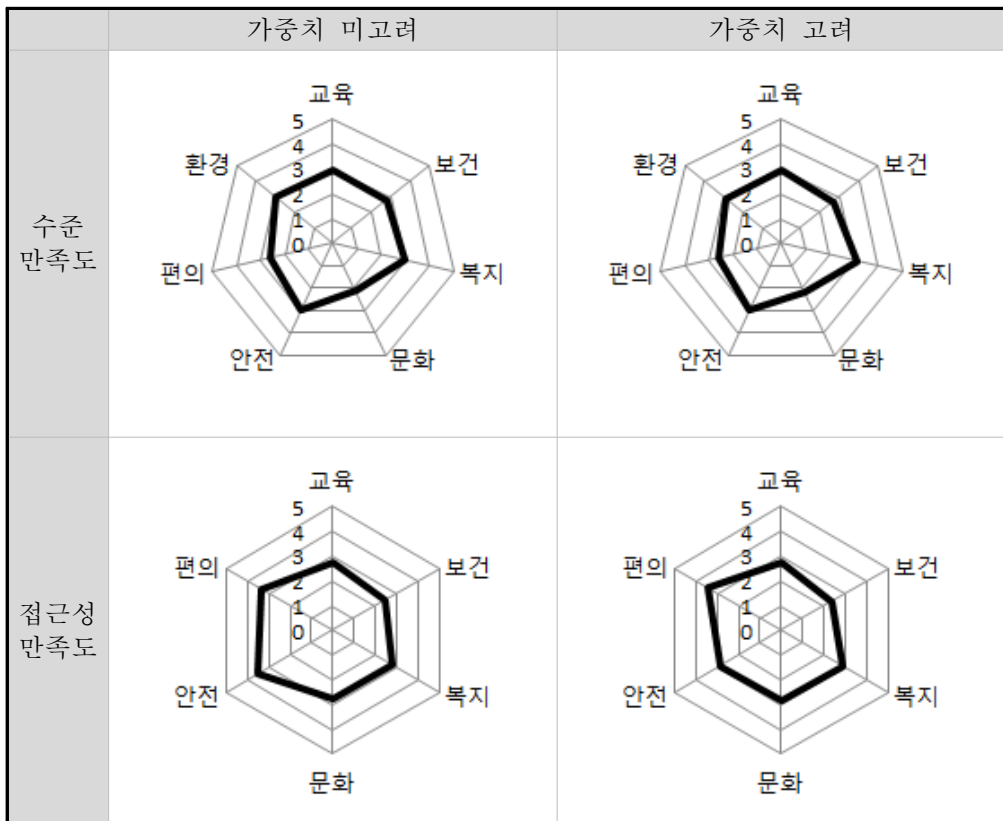 가중치 미고려
가중치 고려
수준
만족도
교육
보건
복지
문화
안전
편의
환경
5
4
3
2
1
0
교육
보건
복지
문화
안전
편의
환경
5
4
3
2
1
0
접근성
만족도
교육
보건
복지
문화
안전
편의
5
4
3
2
1
0
교육
보건
복지
문화
안전
편의
5
4
3
2
1
0